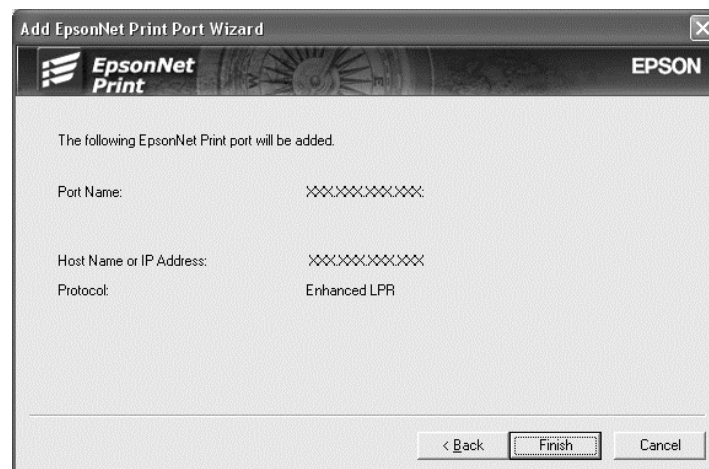 Add EpsonNet Print Port Wizard
EpsonNet
Print
EPSON
The following EpsonNet Print port will be added.
Port Name: XXX.XXX.XXX.XXX:
Host Name or IP Address: XXX.XXX.XXX.XXX
Protocol: Enhanced LPR
< Back Finish Cancel